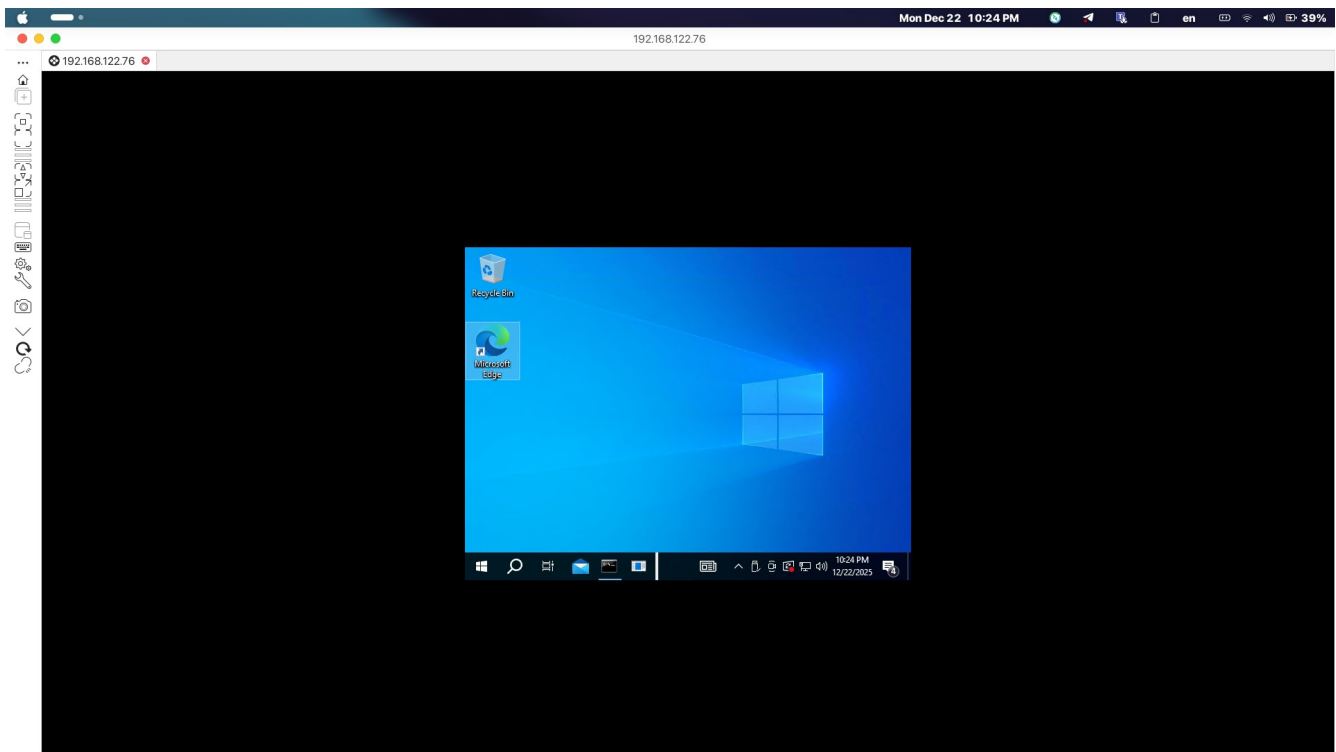 Mon Dec 22 10:24 PM
en
39%
192.168.122.76
192.168.122.76
Recycle Bin
Microsoft
Edge
10:24 PM
12/22/2025
4